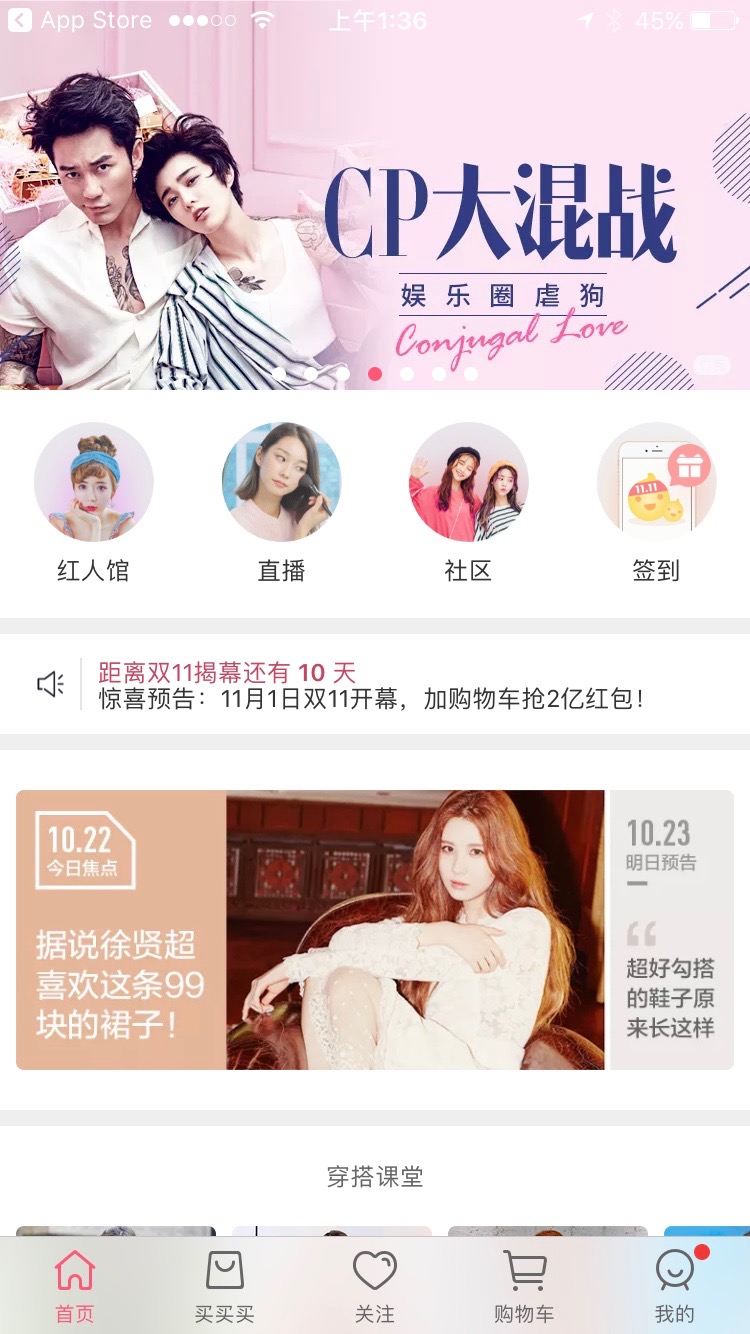 App Store
上午1:36
45%
CP大混战
娱乐圈虐狗
Conjugal Love
红人馆
直播
社区
11.11
签到
距离双11揭幕还有 10 天
惊喜预告：11月1日双11开幕，加购物车抢2亿红包！
10.22
今日焦点
据说徐贤超
喜欢这条99
块的裙子！
10.23
明日预告
超好勾搭
的鞋子原
来长这样
穿搭课堂
首页
买买买
关注
购物车
我的